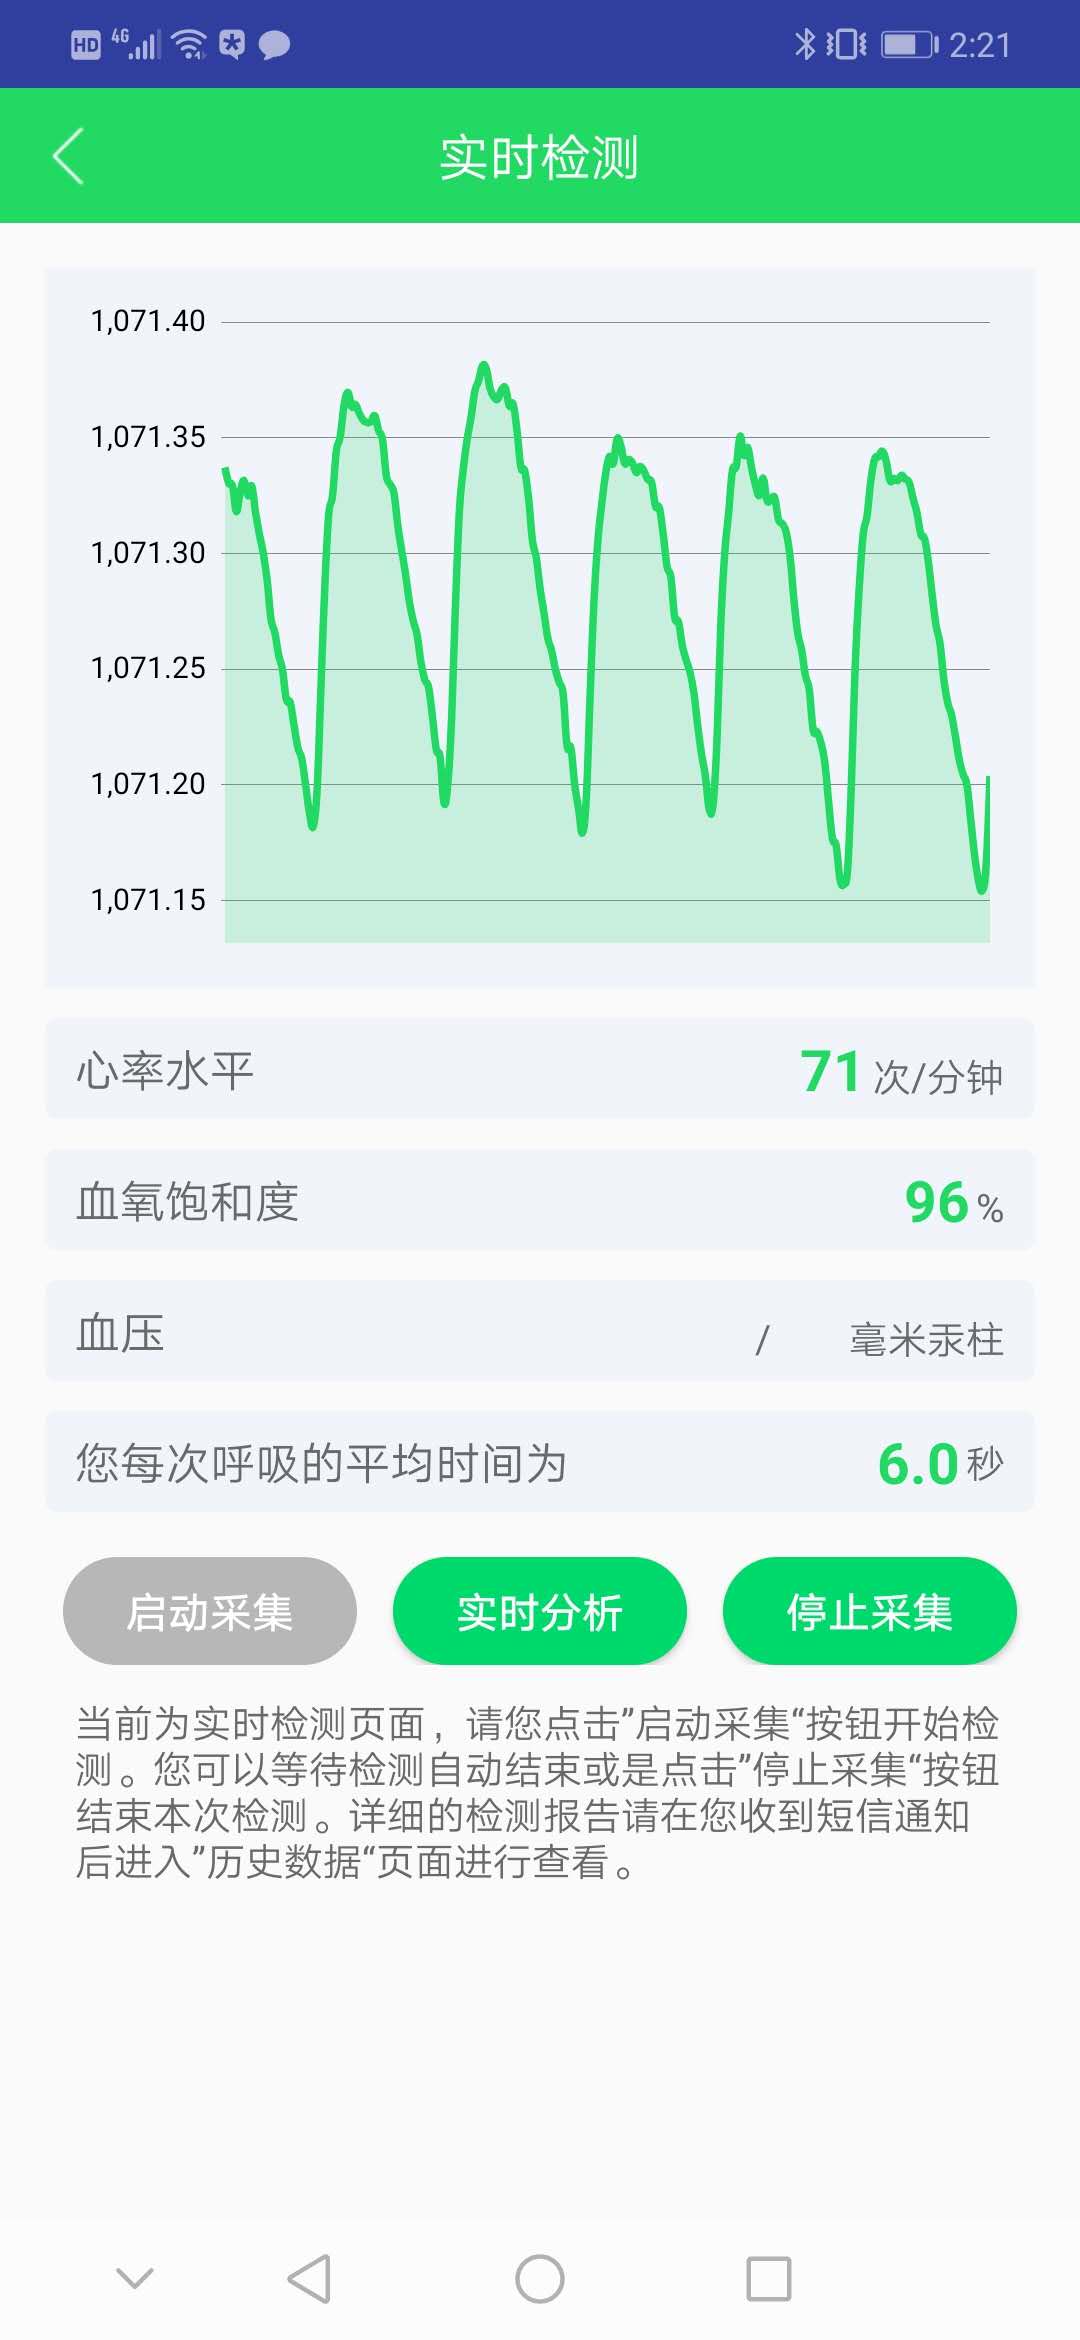 HD 4G 2:21
实时检测
1,071.40
1,071.35
1,071.30
1,071.25
1,071.20
1,071.15
心率水平 71 次/分钟
血氧饱和度 96 %
血压 / 毫米汞柱
您每次呼吸的平均时间为 6.0 秒
启动采集 实时分析 停止采集
当前为实时检测页面，请您点击”启动采集“按钮开始检
测。您可以等待检测自动结束或是点击”停止采集“按钮
结束本次检测。详细的检测报告请在您收到短信通知
后进入”历史数据“页面进行查看。